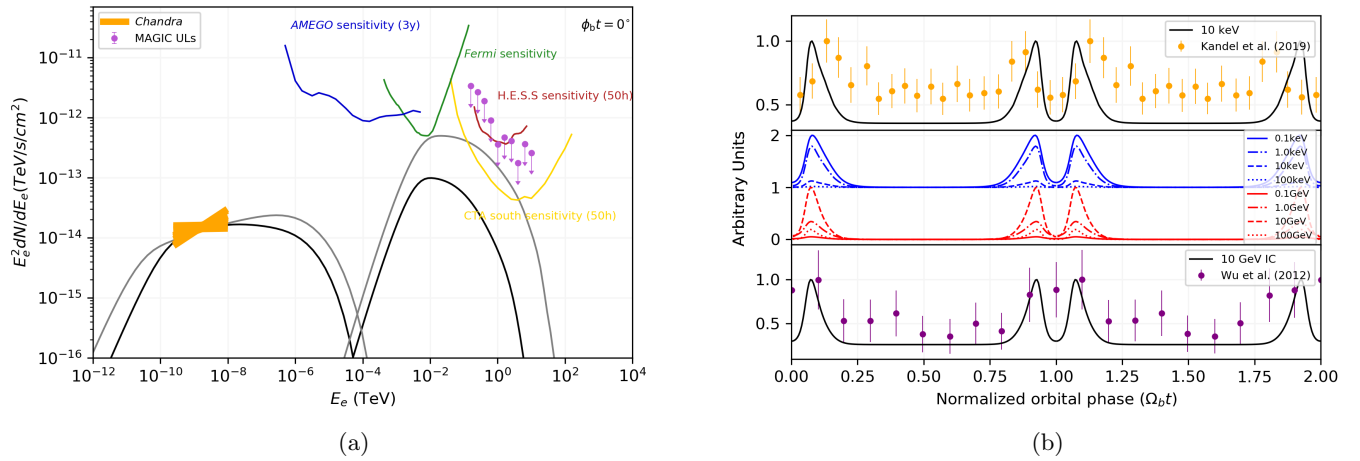 Chandra
MAGIC ULs
AMEGO sensitivity (3y)
ϕ_b t = 0°
Fermi sensitivity
H.E.S.S sensitivity (50h)
CTA south sensitivity (50h)
10^−11
10^−12
10^−13
10^−14
10^−15
10^−16
E_e^2 dN/dE_e (TeV/s/cm^2)
10^−12 10^−10 10^−8 10^−6 10^−4 10^−2 10^0 10^2 10^4
E_e (TeV)
(a)
10 keV
Kandel et al. (2019)
1.0
0.5
0.1keV
1.0keV
10keV
100keV
0.1GeV
1.0GeV
10GeV
100GeV
2
1
0
Arbitrary Units
10 GeV IC
Wu et al. (2012)
1.0
0.5
0.00 0.25 0.50 0.75 1.00 1.25 1.50 1.75 2.00
Normalized orbital phase (Ω_b t)
(b)